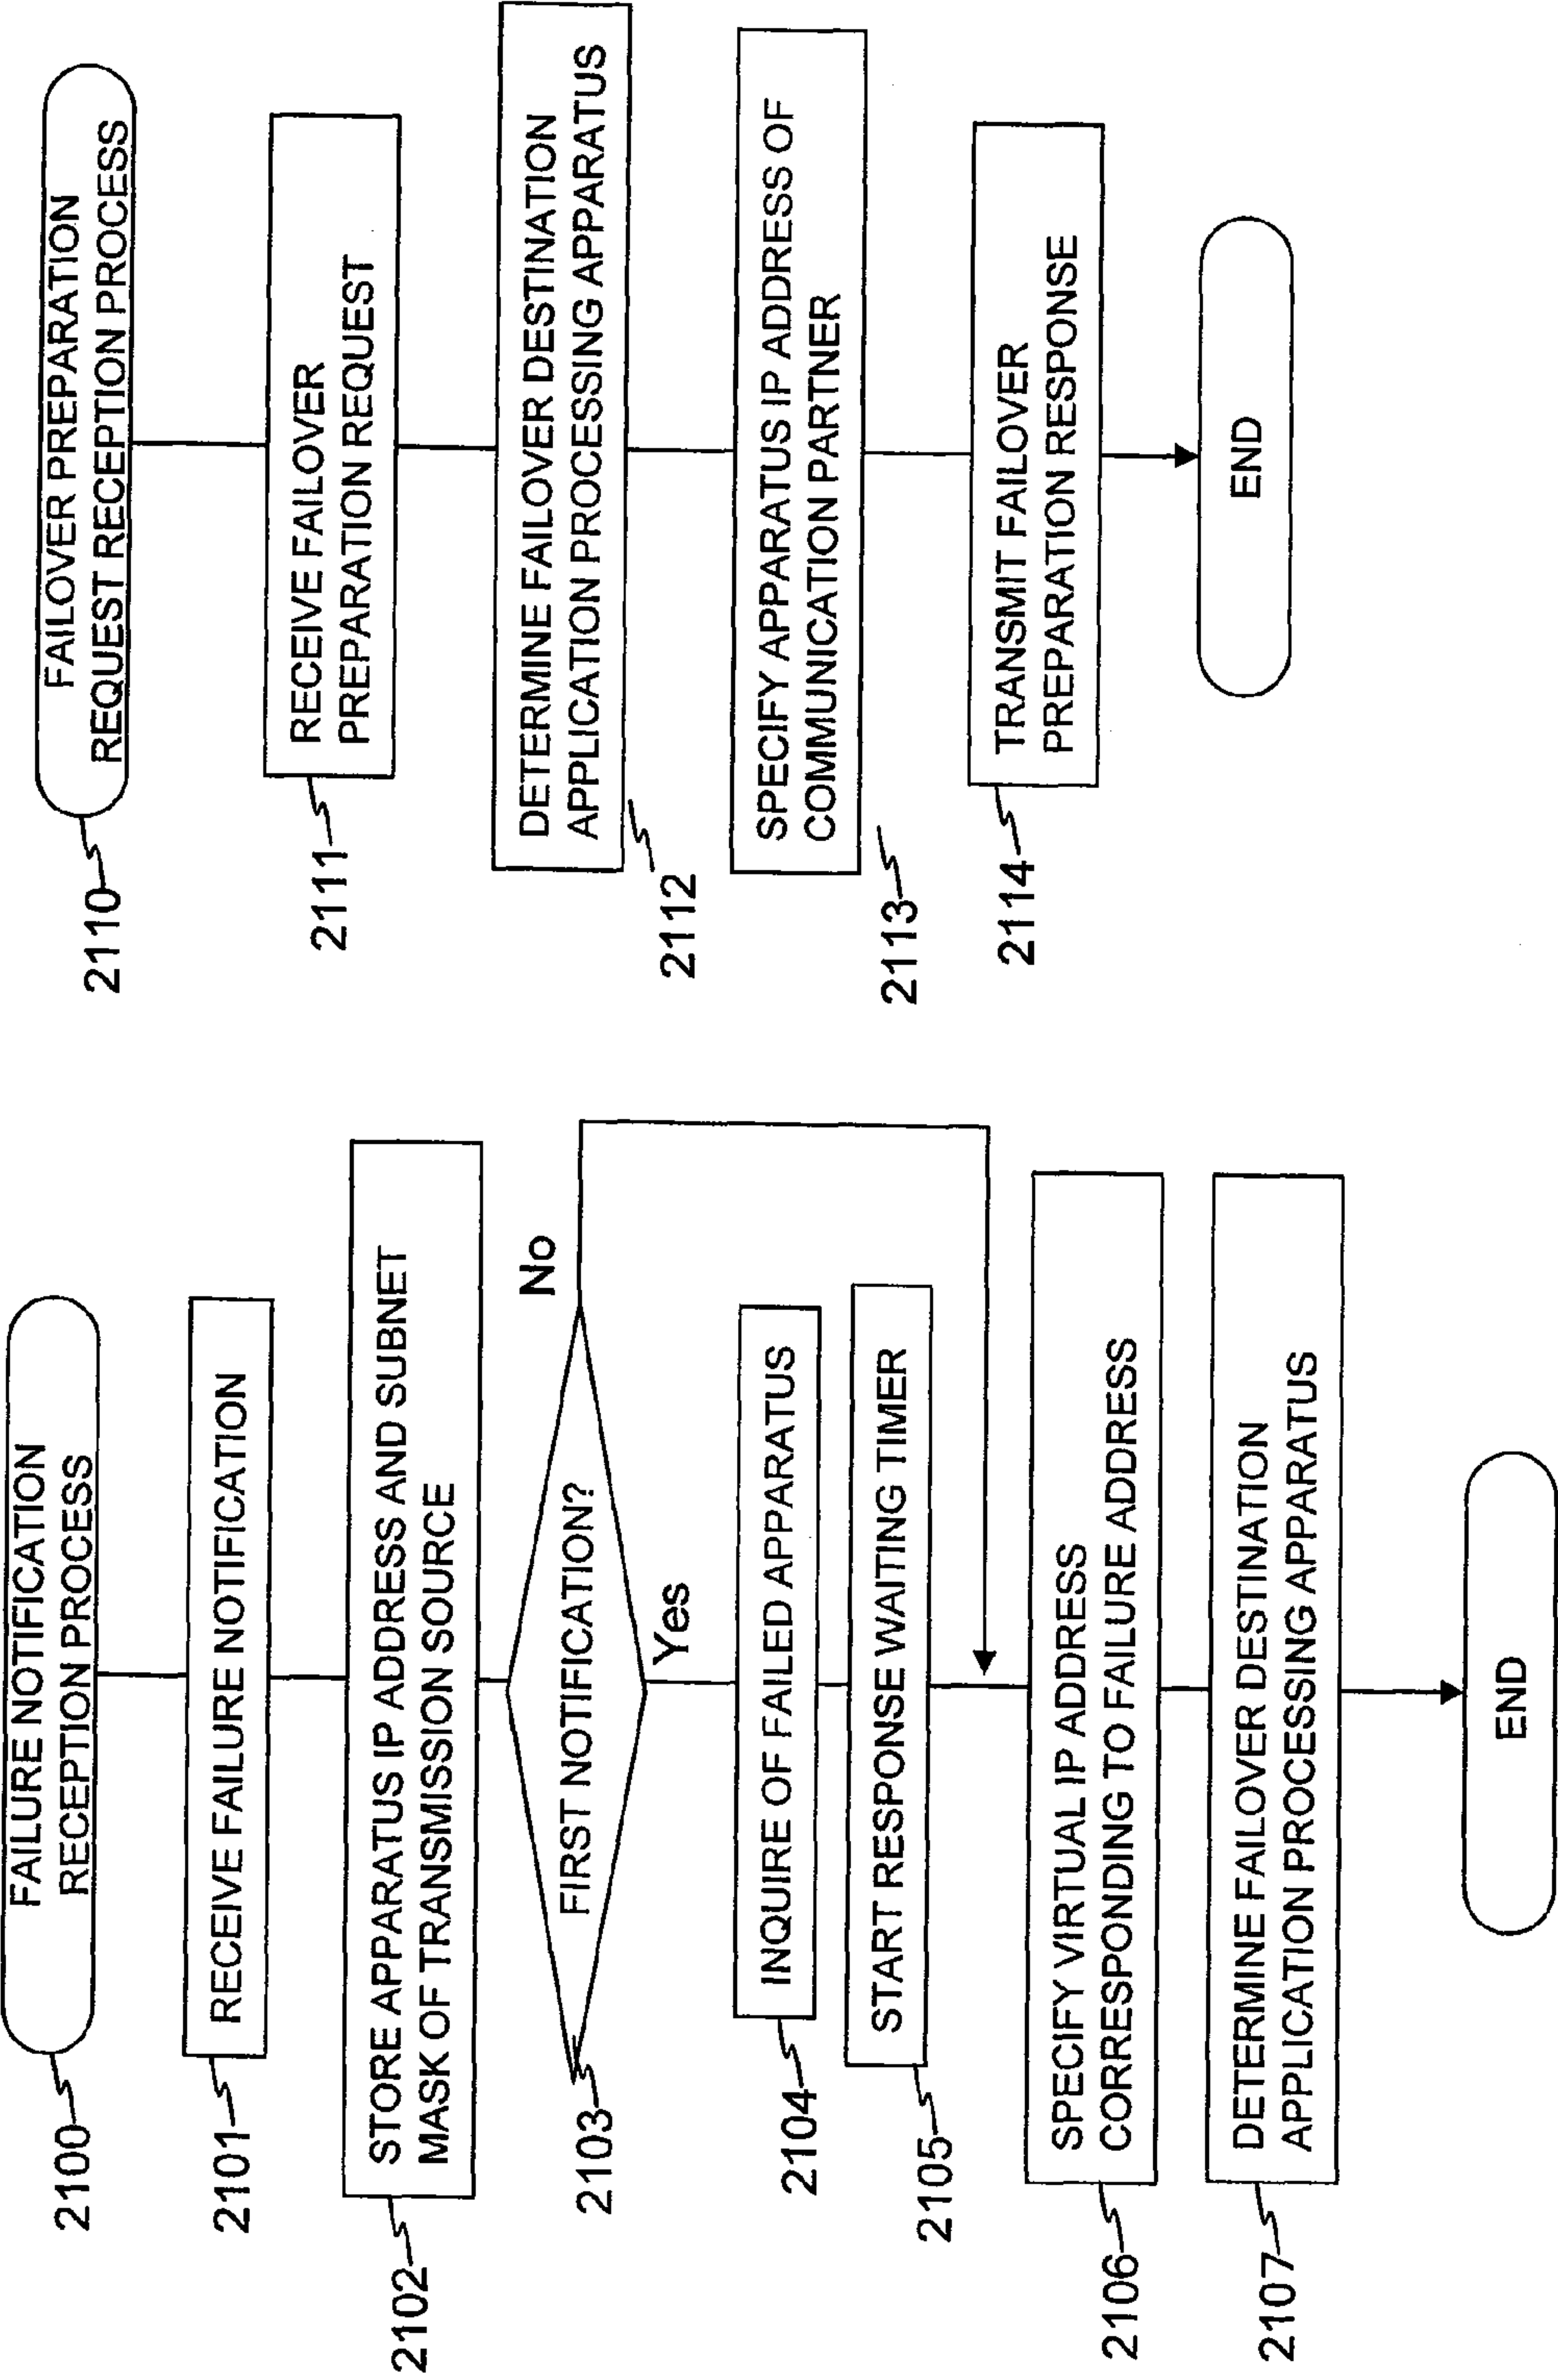 FAILURE NOTIFICATION
RECEPTION PROCESS
2100
RECEIVE FAILURE NOTIFICATION
2101
STORE APPARATUS IP ADDRESS AND SUBNET
MASK OF TRANSMISSION SOURCE
2102
FIRST NOTIFICATION?
No
Yes
2103
INQUIRE OF FAILED APPARATUS
2104
START RESPONSE WAITING TIMER
2105
SPECIFY VIRTUAL IP ADDRESS
CORRESPONDING TO FAILURE ADDRESS
2106
DETERMINE FAILOVER DESTINATION
APPLICATION PROCESSING APPARATUS
2107
END
FAILOVER PREPARATION
REQUEST RECEPTION PROCESS
2110
RECEIVE FAILOVER
PREPARATION REQUEST
2111
DETERMINE FAILOVER DESTINATION
APPLICATION PROCESSING APPARATUS
2112
SPECIFY APPARATUS IP ADDRESS OF
COMMUNICATION PARTNER
2113
TRANSMIT FAILOVER
PREPARATION RESPONSE
2114
END